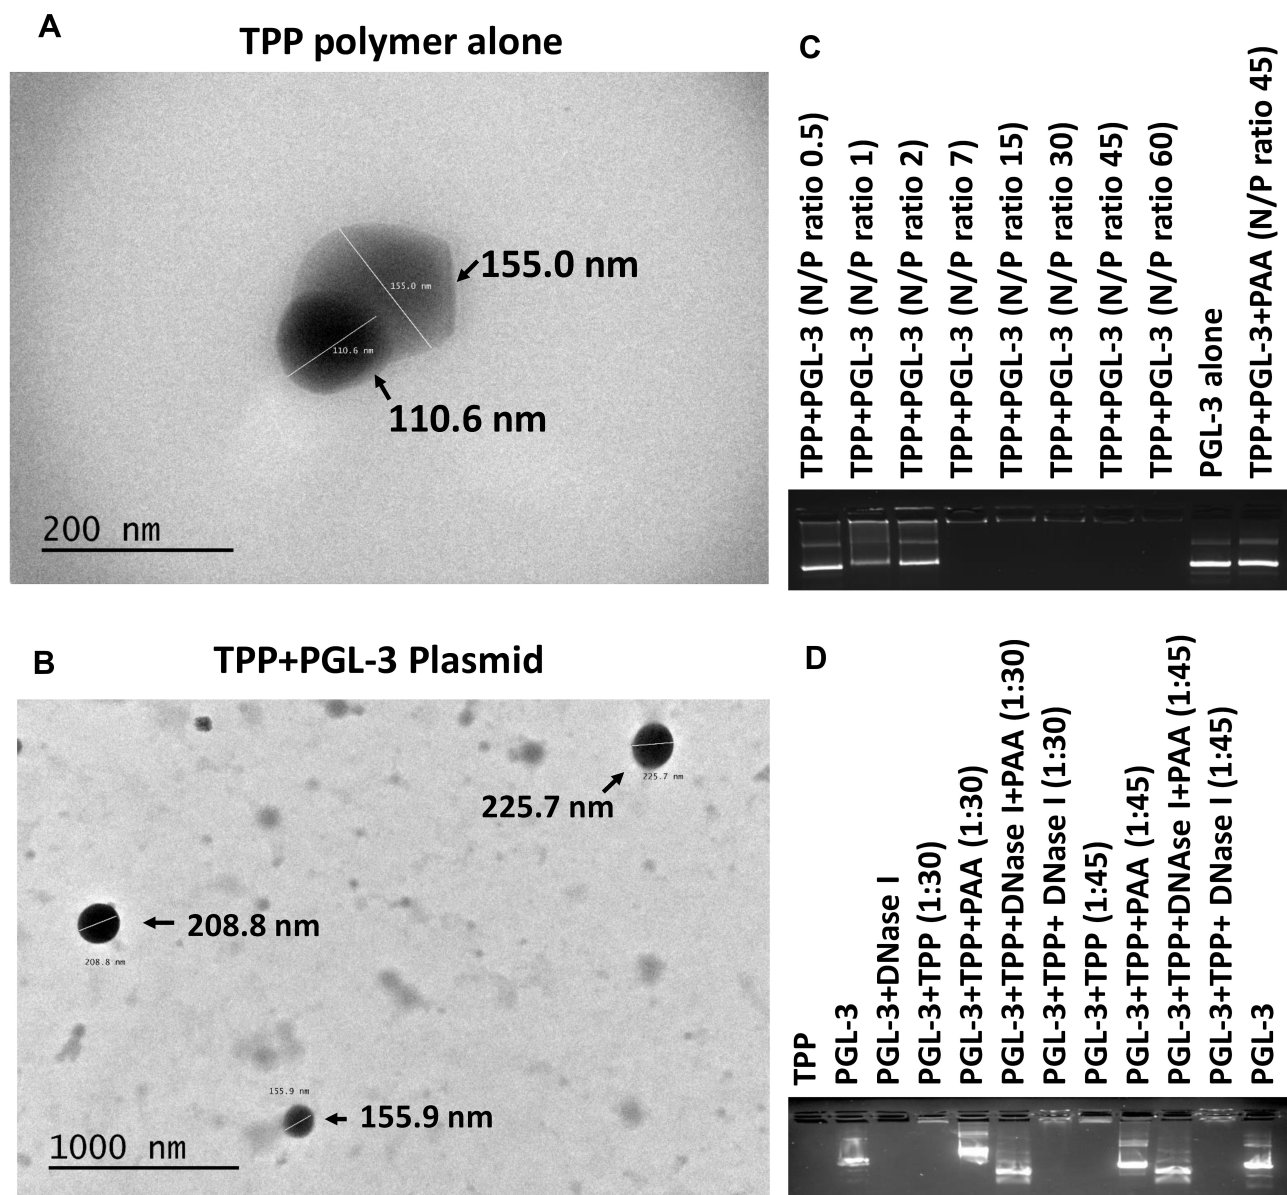 A
TPP polymer alone
155.0 nm
155.0 nm
110.6 nm
110.6 nm
200 nm
B
TPP+PGL-3 Plasmid
225.7 nm
225.7 nm
208.8 nm
208.8 nm
155.9 nm
155.9 nm
1000 nm
C
TPP+PGL-3 (N/P ratio 0.5)
TPP+PGL-3 (N/P ratio 1)
TPP+PGL-3 (N/P ratio 2)
TPP+PGL-3 (N/P ratio 7)
TPP+PGL-3 (N/P ratio 15)
TPP+PGL-3 (N/P ratio 30)
TPP+PGL-3 (N/P ratio 45)
TPP+PGL-3 (N/P ratio 60)
PGL-3 alone
TPP+PGL-3+PAA (N/P ratio 45)
D
TPP
PGL-3
PGL-3+DNase I
PGL-3+TPP (1:30)
PGL-3+TPP+PAA (1:30)
PGL-3+TPP+DNase I+PAA (1:30)
PGL-3+TPP+ DNase I (1:30)
PGL-3+TPP (1:45)
PGL-3+TPP+PAA (1:45)
PGL-3+TPP+DNAse I+PAA (1:45)
PGL-3+TPP+ DNase I (1:45)
PGL-3